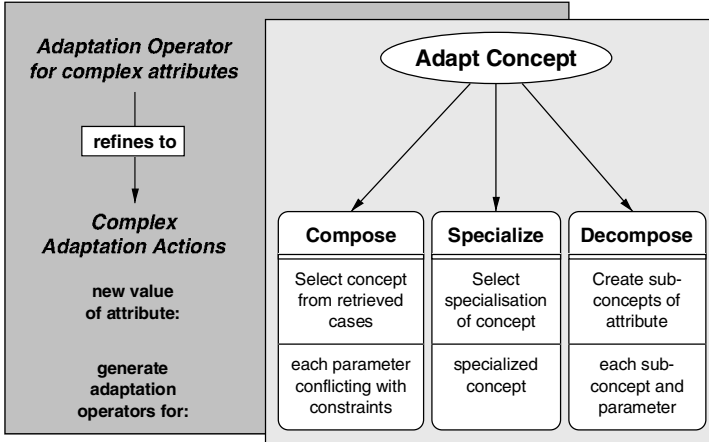 Adaptation Operator
for complex attributes
refines to
Complex
Adaptation Actions
new value
of attribute:
generate
adaptation
operators for:
Adapt Concept
Compose
Select concept
from retrieved
cases
each parameter
conflicting with
constraints
Specialize
Select
specialisation
of concept
specialized
concept
Decompose
Create sub-
concepts of
attribute
each sub-
concept and
parameter